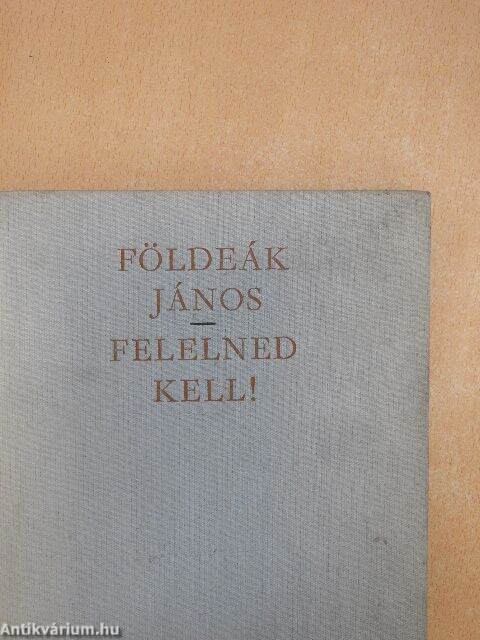 FÖLDEÁK
JÁNOS
FELELNED
KELL!
Antikvárium.hu